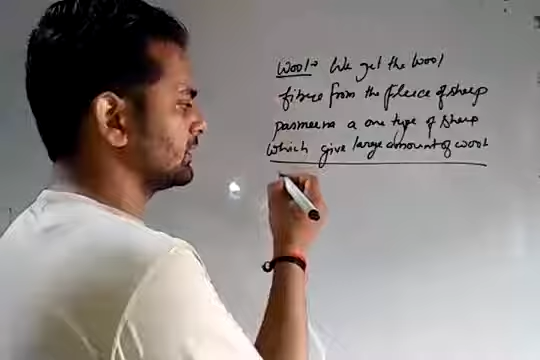 Wool → We get the wool
fibre from the fleece of sheep
pasmeena a one type of sheep
which give large amount of wool